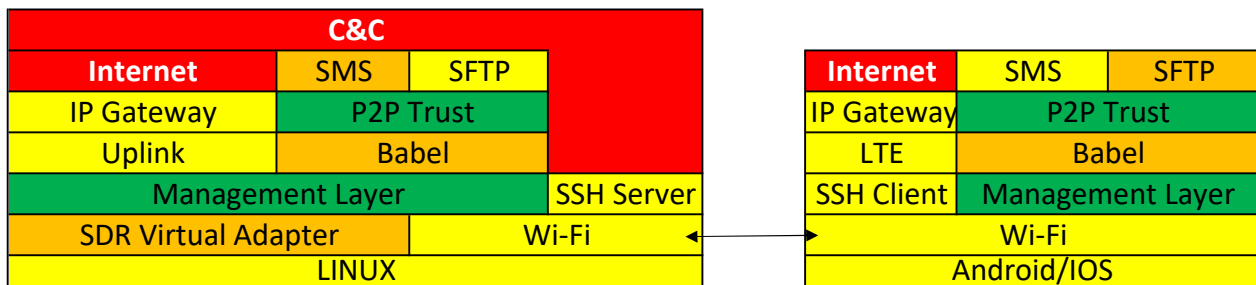 C&C
Internet SMS SFTP
IP Gateway P2P Trust
Uplink Babel
Management Layer SSH Server
SDR Virtual Adapter Wi-Fi
LINUX
Internet SMS SFTP
IP Gateway P2P Trust
LTE Babel
SSH Client Management Layer
Wi-Fi
Android/IOS